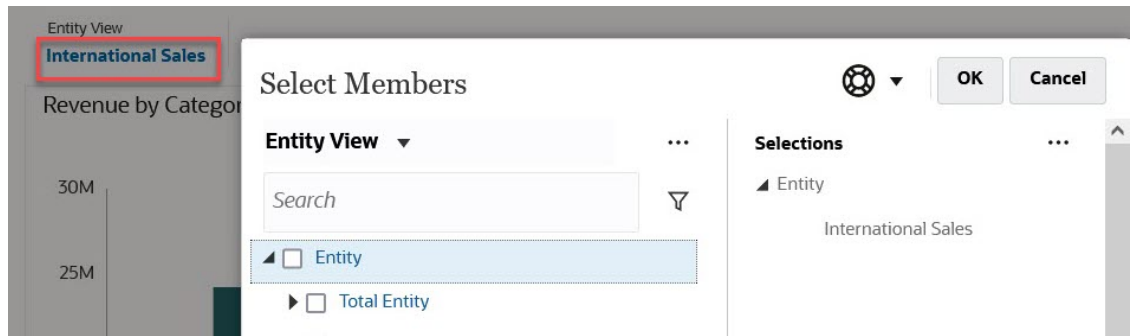 Entity View
International Sales
Revenue by Categor
30M
25M
Select Members
OK
Cancel
Entity View
...
Search
Entity
Total Entity
Selections
...
Entity
International Sales